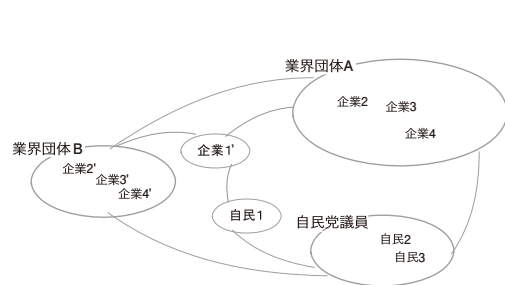 業界団体A
企業2
企業3
企業4
業界団体B
企業1'
企業2'
企業3'
企業4'
自民1
自民党議員
自民2
自民3